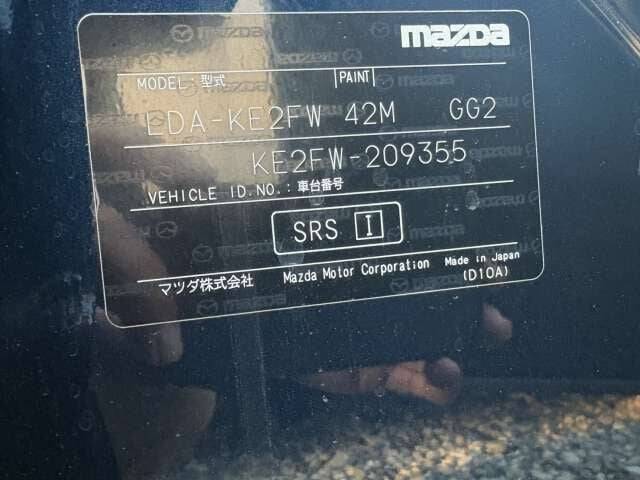 mazda
MODEL:型式 PAINT
LDA-KE2FW 42M GG2
KE2FW-209355
VEHICLE ID.NO.:車台番号
SRS I
マツダ株式会社 Mazda Motor Corporation Made in Japan
(D10A)